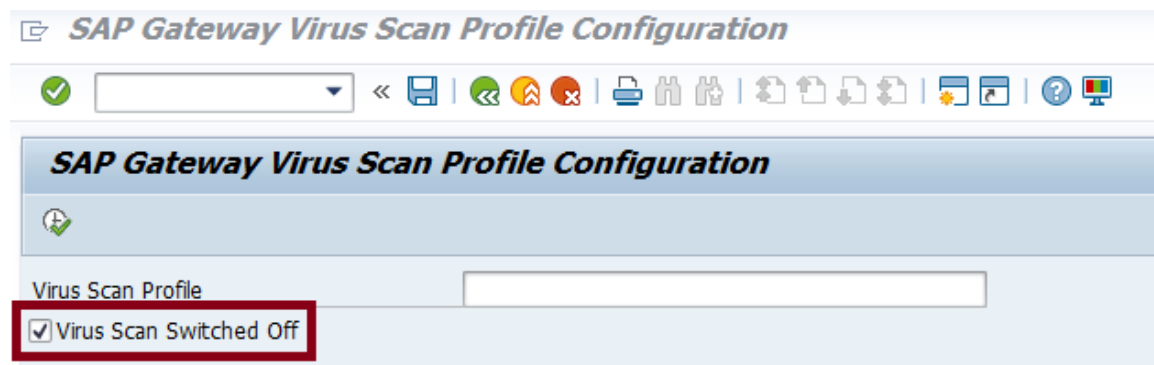 SAP Gateway Virus Scan Profile Configuration
SAP Gateway Virus Scan Profile Configuration
Virus Scan Profile
Virus Scan Switched Off